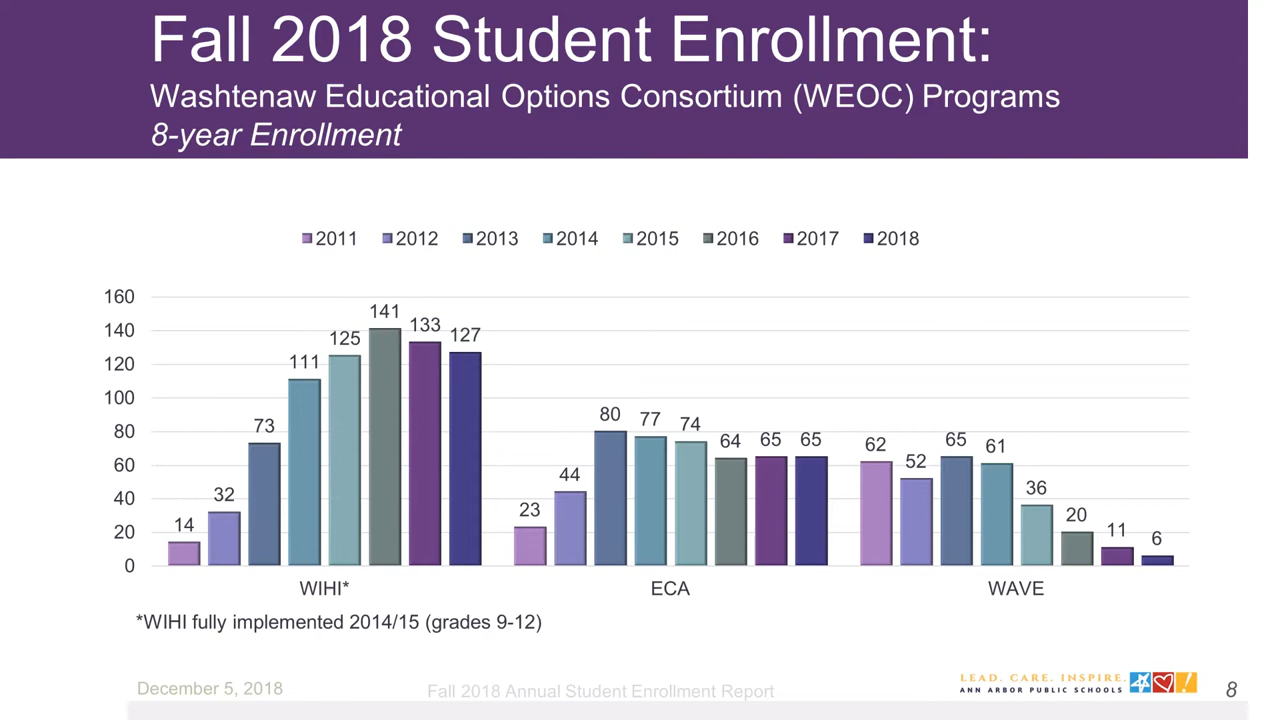 Fall 2018 Student Enrollment:
Washtenaw Educational Options Consortium (WEOC) Programs
8-year Enrollment
2011 2012 2013 2014 2015 2016 2017 2018
160
140
120
100
80
60
40
20
0
14 32 73 111 125 141 133 127
23 44 80 77 74 64 65 65
62 52 65 61 36 20 11 6
WIHI* ECA WAVE
*WIHI fully implemented 2014/15 (grades 9-12)
December 5, 2018
Fall 2018 Annual Student Enrollment Report
LEAD. CARE. INSPIRE.
ANN ARBOR PUBLIC SCHOOLS
8